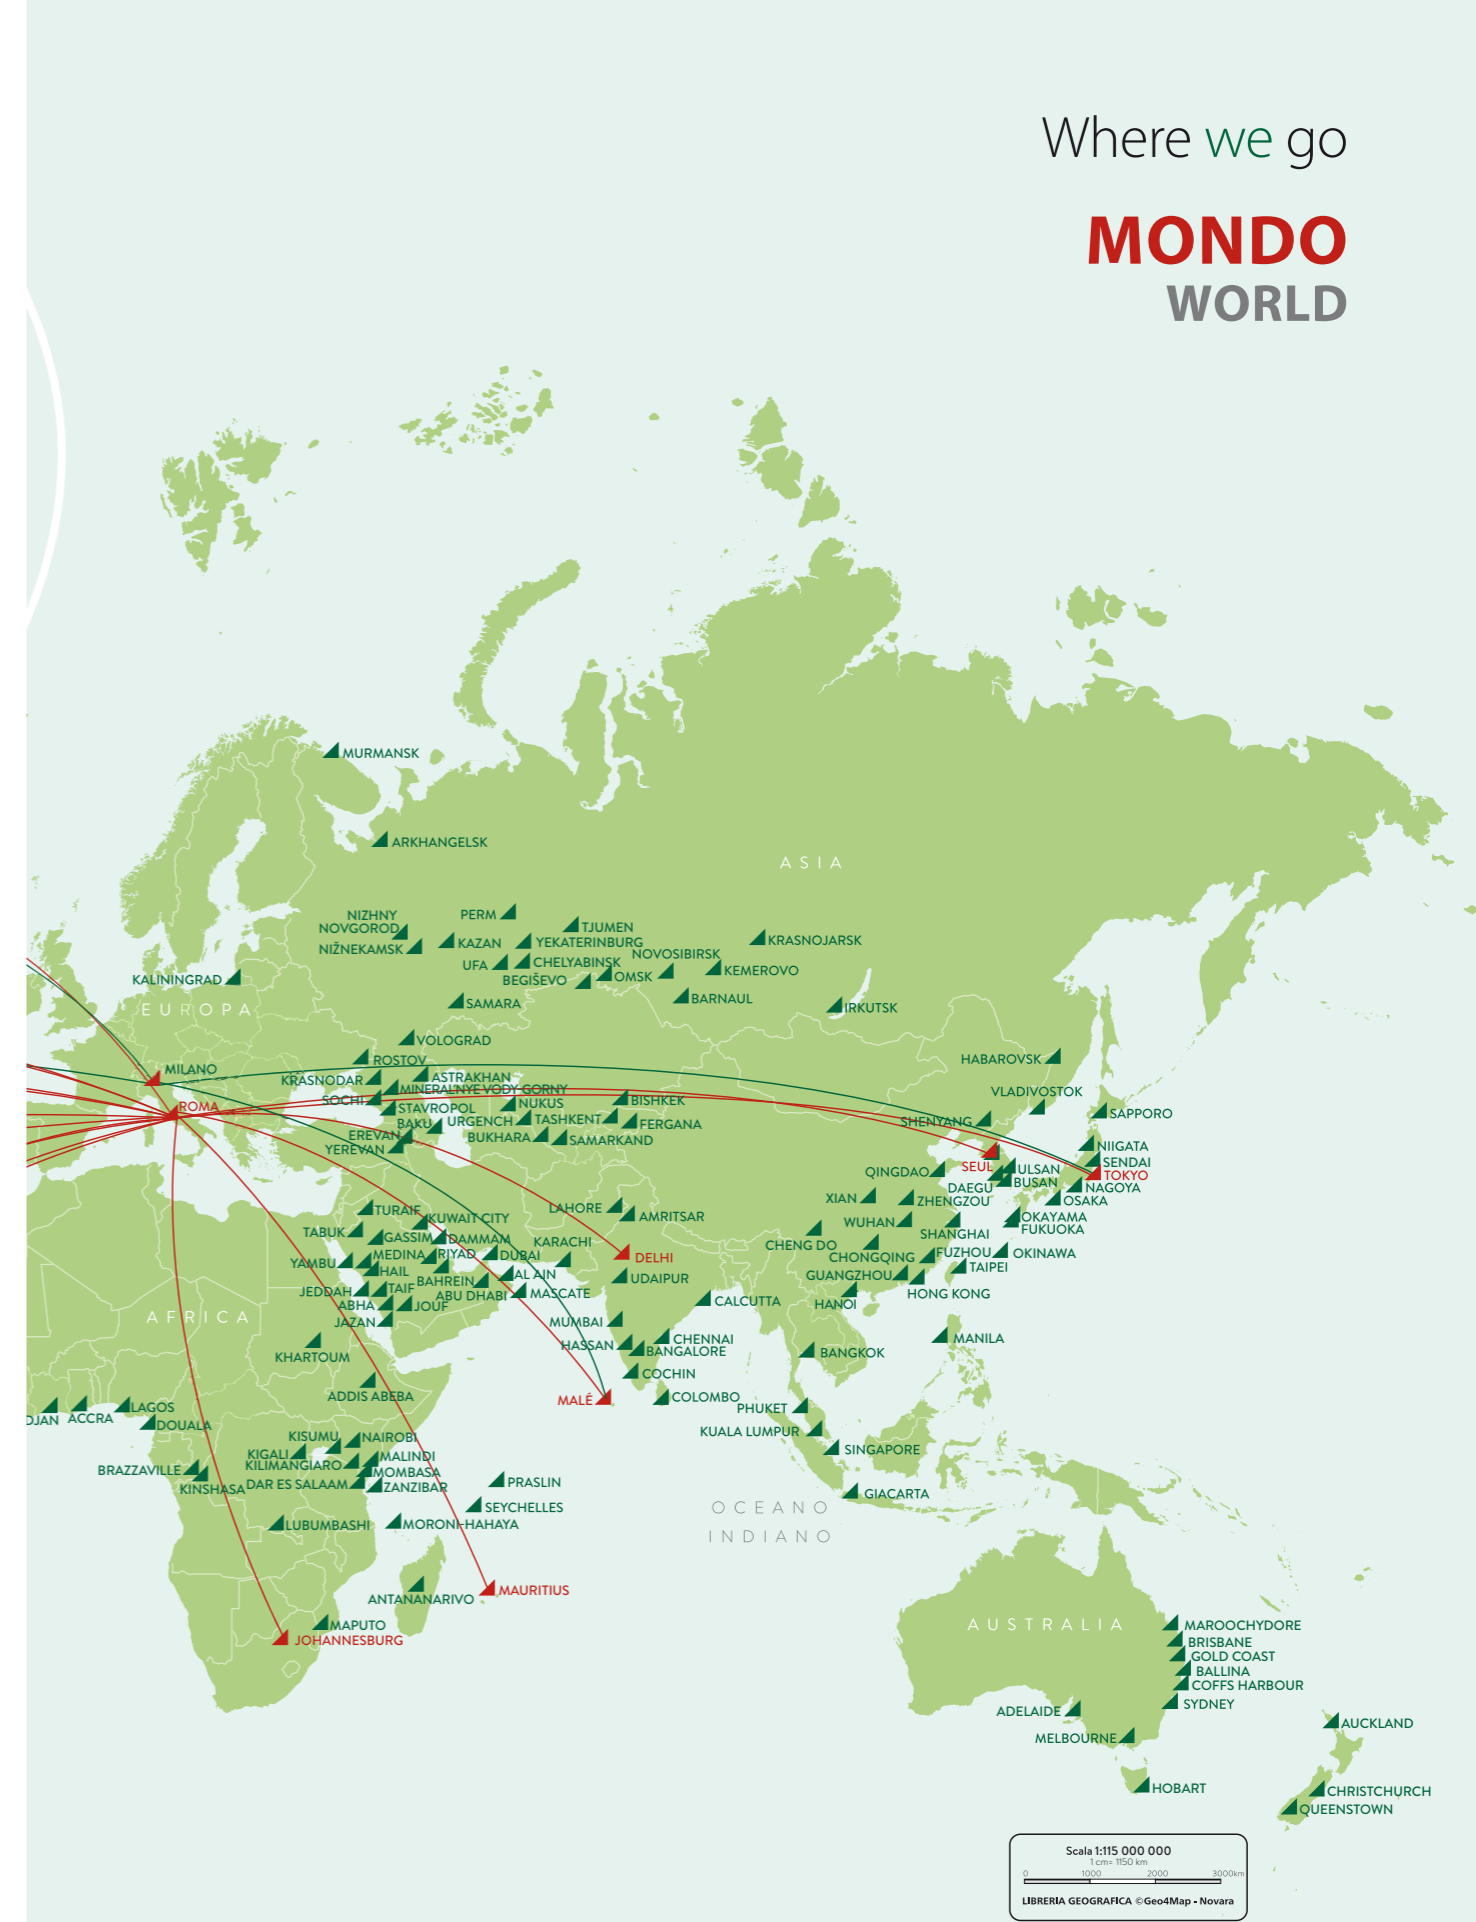 Where we go
MONDO
WORLD
MURMANSK
ARKHANGELSK
ASIA
NIZHNY
NOVGOROD
PERM
TJUMEN
NIŽNEKAMSK
KAZAN
YEKATERINBURG
KRASNOJARSK
UFA
CHELYABINSK
NOVOSIBIRSK
KALININGRAD
BEGIŠEVO
OMSK
KEMEROVO
EUROPA
SAMARA
BARNAUL
IRKUTSK
VOLOGRAD
ROSTOV
HABAROVSK
MILANO
KRASNODAR
ASTRAKHAN
MINERALNYE VODY GORNY
VLADIVOSTOK
SOCHI
ROMA
STAVROPOL
NUKUS
BISHKEK
SAPPORO
BAKU
URGENCH
TASHKENT
FERGANA
SHENYANG
EREVAN
BUKHARA
SAMARKAND
NIIGATA
YEREVAN
SENDAI
SEUL
ULSAN
TOKYO
QINGDAO
DAEGU
BUSAN
NAGOYA
XIAN
ZHENGZOU
OSAKA
TURAIF
LAHORE
AMRITSAR
KUWAIT CITY
WUHAN
SHANGHAI
OKAYAMA
FUKUOKA
TABUK
GASSIM
DAMMAM
KARACHI
CHENG DO
MEDINA
RIYAD
DUBAI
DELHI
CHONGQING
FUZHOU
OKINAWA
YAMBU
HAIL
BAHREIN
AL AIN
UDAIPUR
GUANGZHOU
TAIPEI
JEDDAH
TAIF
ABU DHABI
MASCATE
CALCUTTA
HANOI
HONG KONG
ABHA
JOUF
AFRICA
JAZAN
MUMBAI
HASSAN
CHENNAI
BANGALORE
BANGKOK
MANILA
KHARTOUM
COCHIN
ADDIS ABEBA
MALÉ
COLOMBO
PHUKET
DJAN
ACCRA
LAGOS
DOUALA
KUALA LUMPUR
KISUMU
NAIROBI
SINGAPORE
KIGALI
MALINDI
KILIMANGIARO
BRAZZAVILLE
MOMBASA
KINSHASA
DAR ES SALAAM
ZANZIBAR
PRASLIN
GIACARTA
SEYCHELLES
OCEANO
INDIANO
LUBUMBASHI
MORONI-HAHAYA
ANTANANARIVO
MAURITIUS
MAPUTO
JOHANNESBURG
AUSTRALIA
MAROOCHYDORE
BRISBANE
GOLD COAST
BALLINA
COFFS HARBOUR
SYDNEY
ADELAIDE
MELBOURNE
AUCKLAND
HOBART
CHRISTCHURCH
QUEENSTOWN
Scala 1:115 000 000
1 cm= 1150 km
0 1000 2000 3000km
LIBRERIA GEOGRAFICA ©Geo4Map - Novara